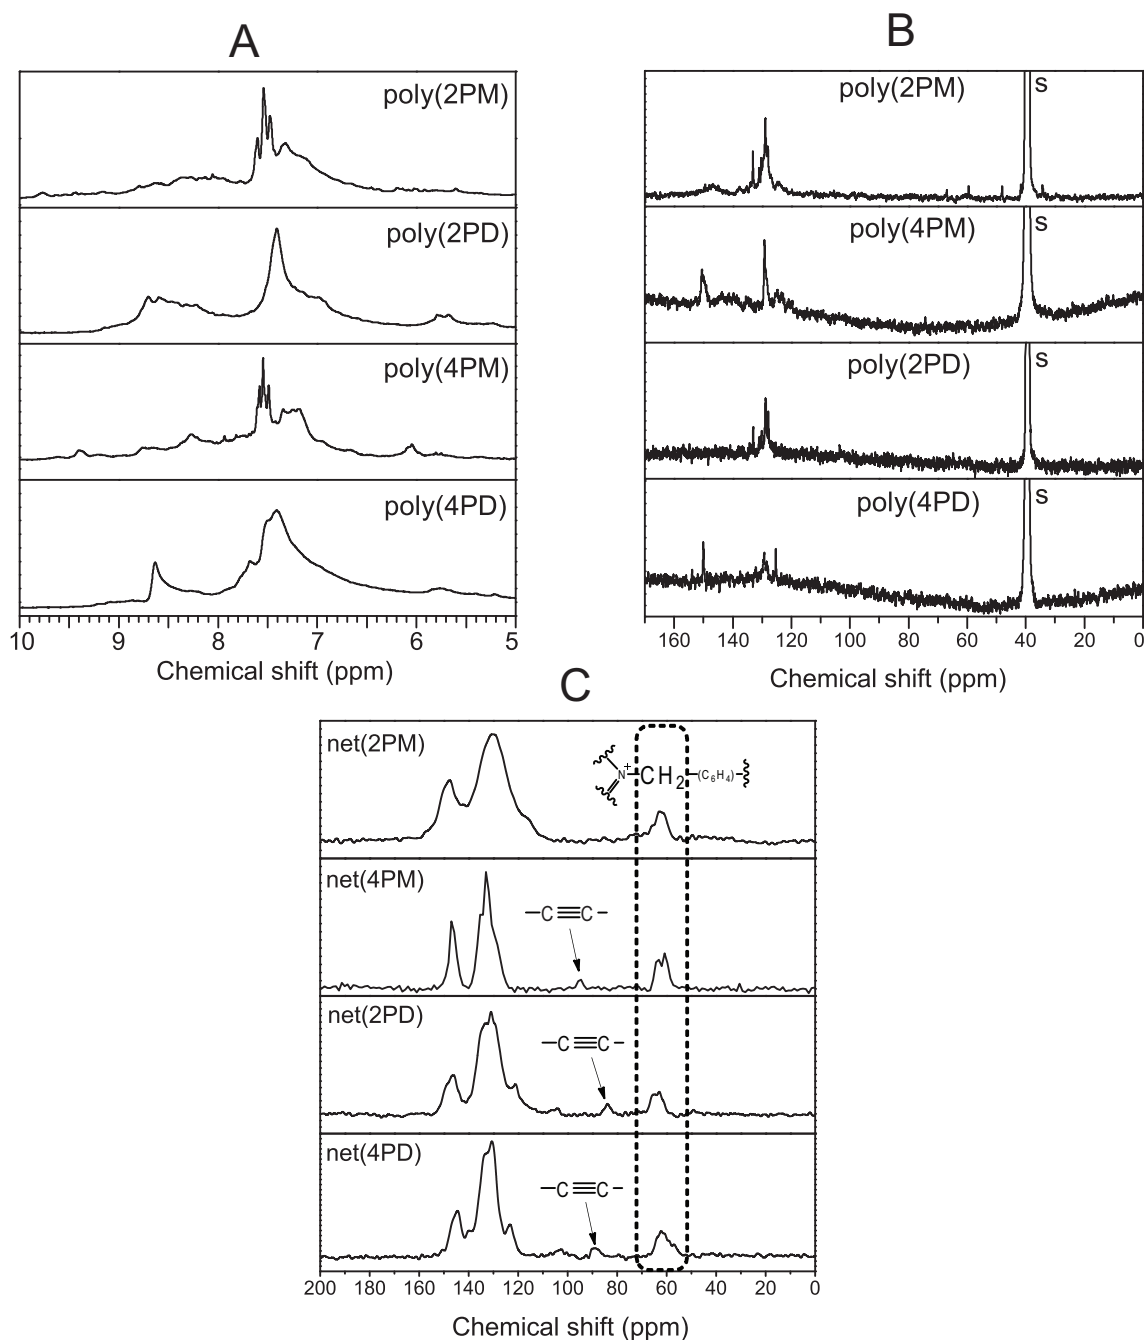 A
B
poly(2PM)
poly(2PD)
poly(4PM)
poly(4PD)
10 9 8 7 6 5
Chemical shift (ppm)
poly(2PM) s
poly(4PM) s
poly(2PD) s
poly(4PD) s
160 140 120 100 80 60 40 20 0
Chemical shift (ppm)
C
net(2PM)
N+ CH2 (C6H4)
net(4PM)
C≡C
net(2PD)
C≡C
net(4PD)
C≡C
200 180 160 140 120 100 80 60 40 20 0
Chemical shift (ppm)